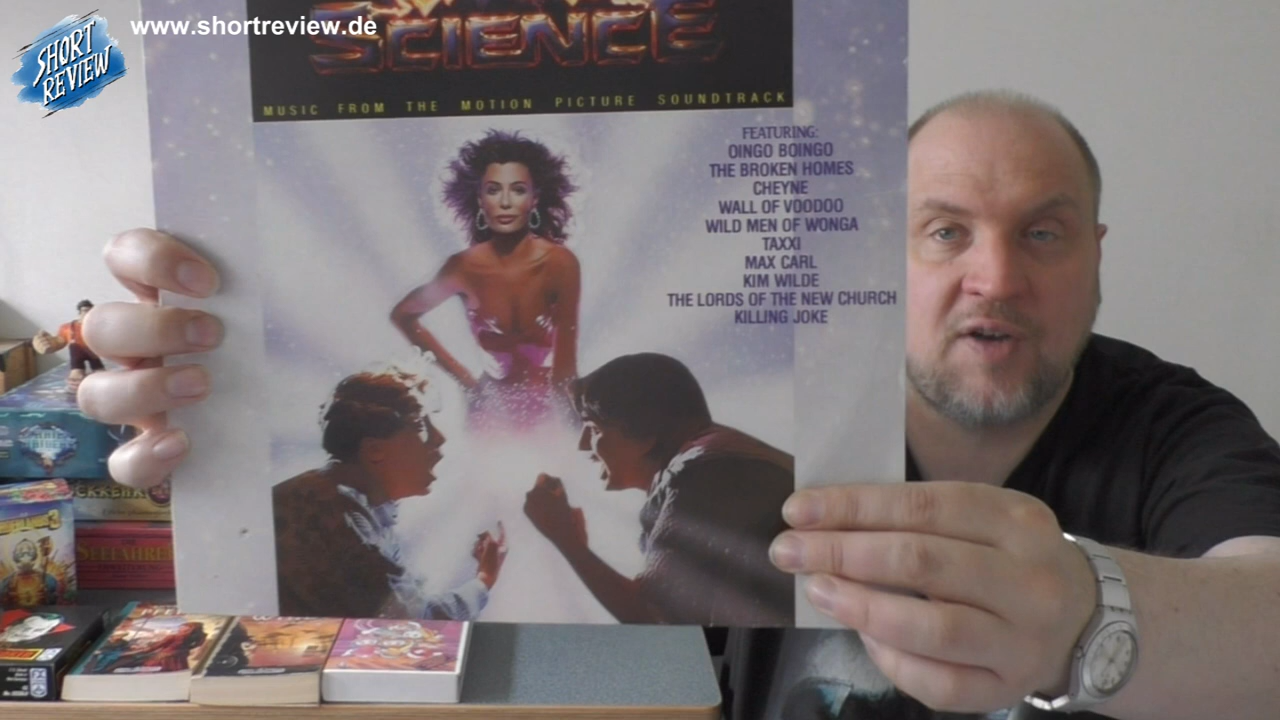 SHORT
REVIEW
www.shortreview.de
SCIENCE
MUSIC FROM THE MOTION PICTURE SOUNDTRACK
FEATURING:
OINGO BOINGO
THE BROKEN HOMES
CHEYNE
WALL OF VOODOO
WILD MEN OF WONGA
TAXXI
MAX CARL
KIM WILDE
THE LORDS OF THE NEW CHURCH
KILLING JOKE